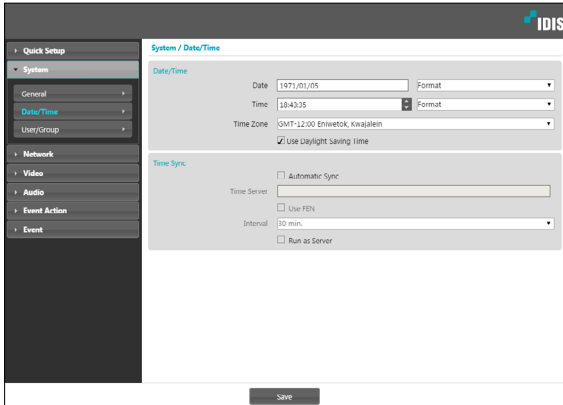 IDIS
Quick Setup
System
General
Date/Time
User/Group
Network
Video
Audio
Event Action
Event
System / Date/Time
Date/Time
Date 1971/01/05 Format
Time 18:43:35 Format
Time Zone GMT-12:00 Eniwetok, Kwajalein
Use Daylight Saving Time
Time Sync
Automatic Sync
Time Server
Use FEN
Interval 30 min.
Run as Server
Save